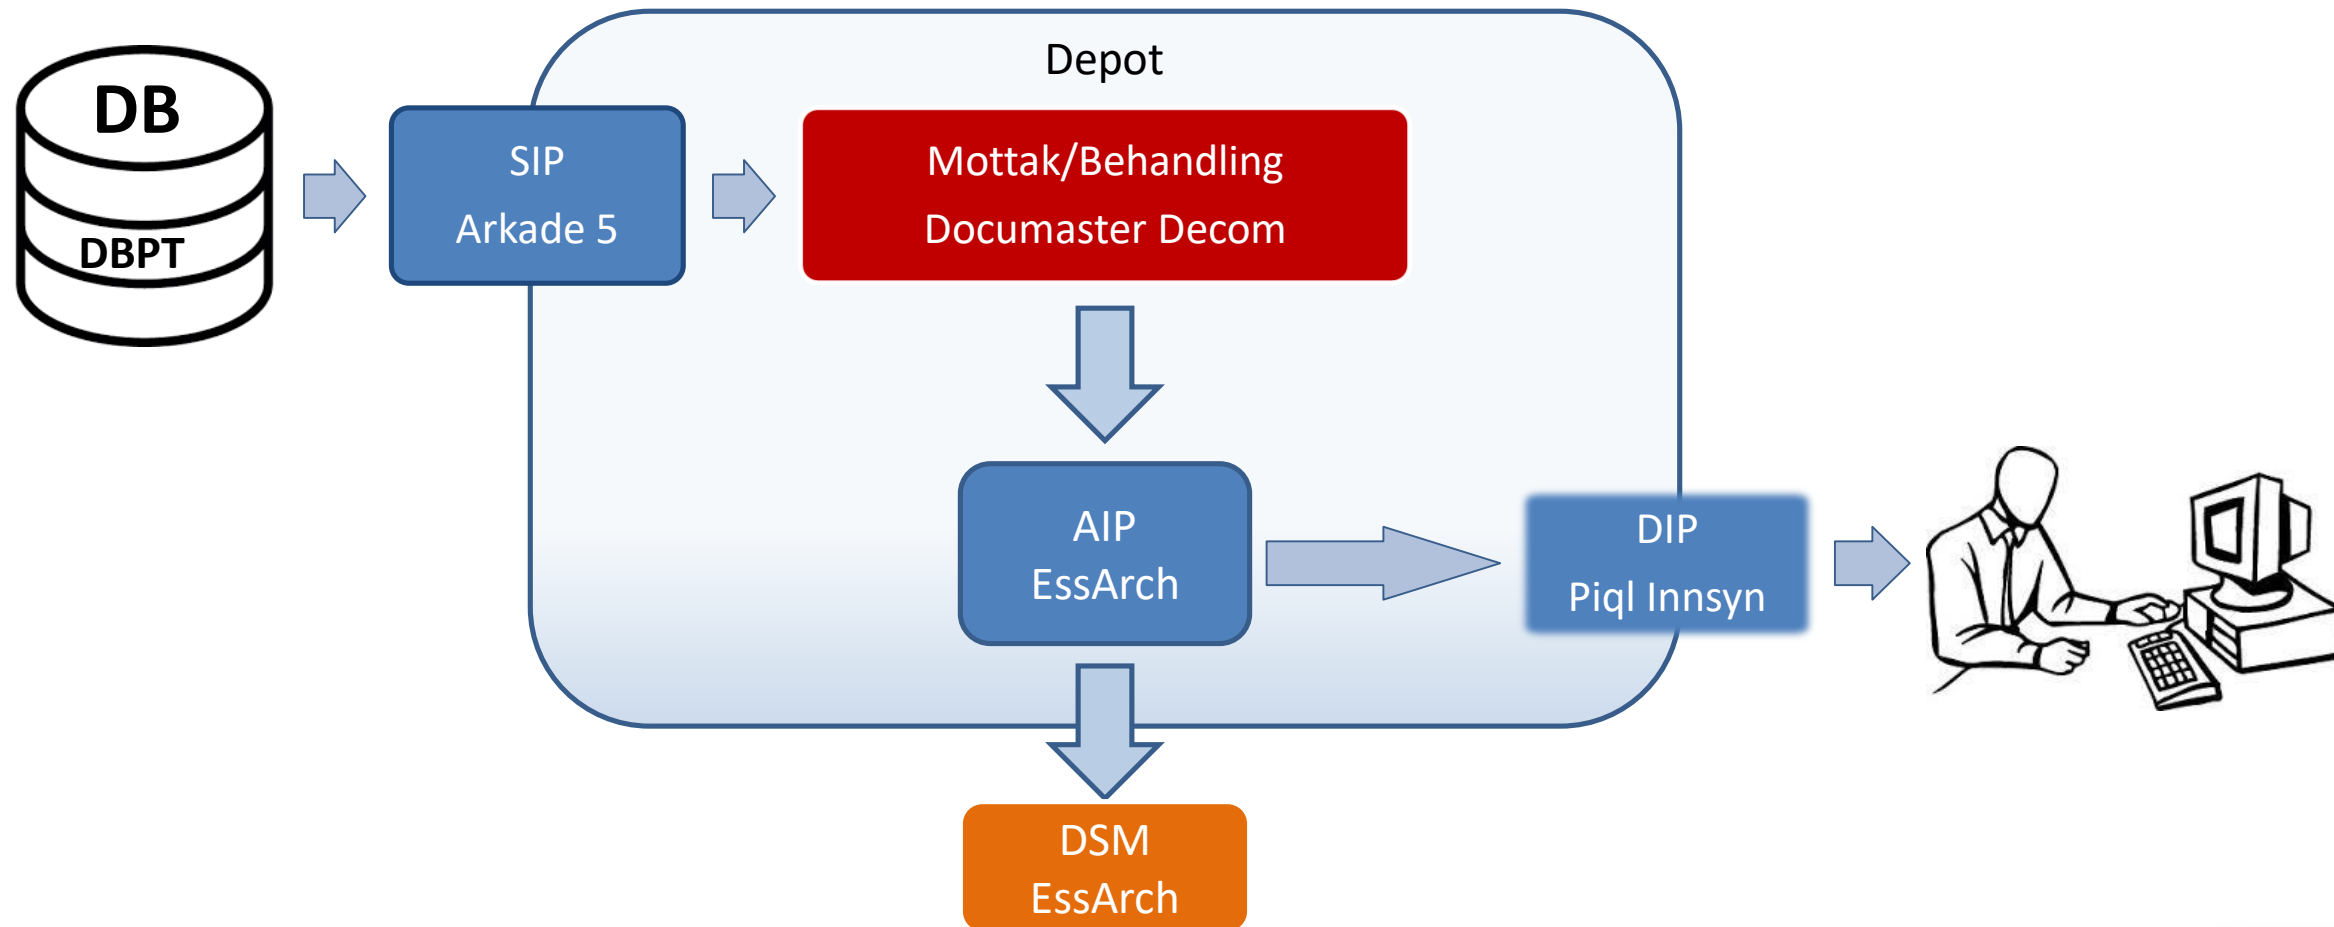 Depot
DB
DBPT
SIP
Arkade 5
Mottak/Behandling
Documaster Decom
AIP
EssArch
DIP
Piql Innsyn
DSM
EssArch